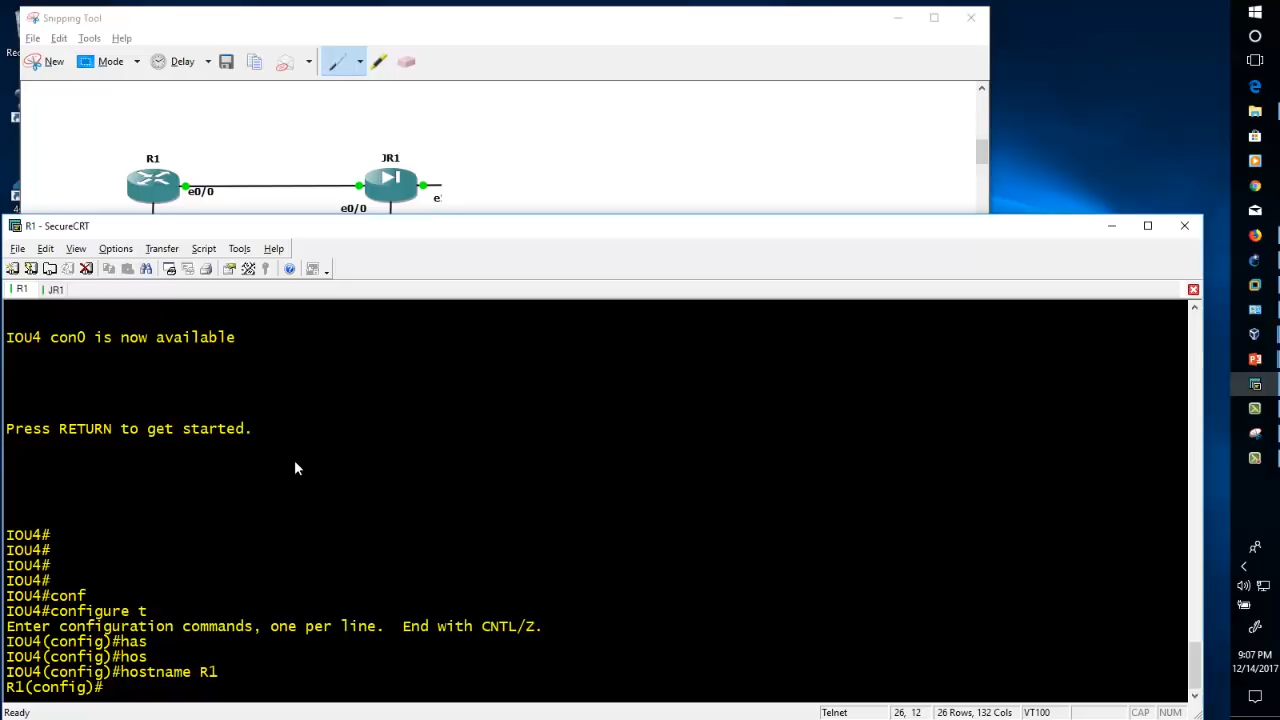 Snipping Tool
Rec
File Edit Tools Help
New Mode Delay
R1
JR1
e0/0
e0/0
R1 - SecureCRT
File Edit View Options Transfer Script Tools Help
R1 JR1
IOU4 con0 is now available
Press RETURN to get started.
IOU4#
IOU4#
IOU4#
IOU4#
IOU4#conf
IOU4#configure t
Enter configuration commands, one per line. End with CNTL/Z.
IOU4(config)#has
IOU4(config)#hos
IOU4(config)#hostname R1
R1(config)#
Ready Telnet 26, 12 26 Rows, 132 Cols VT100 CAP NUM
9:07 PM
12/14/2017